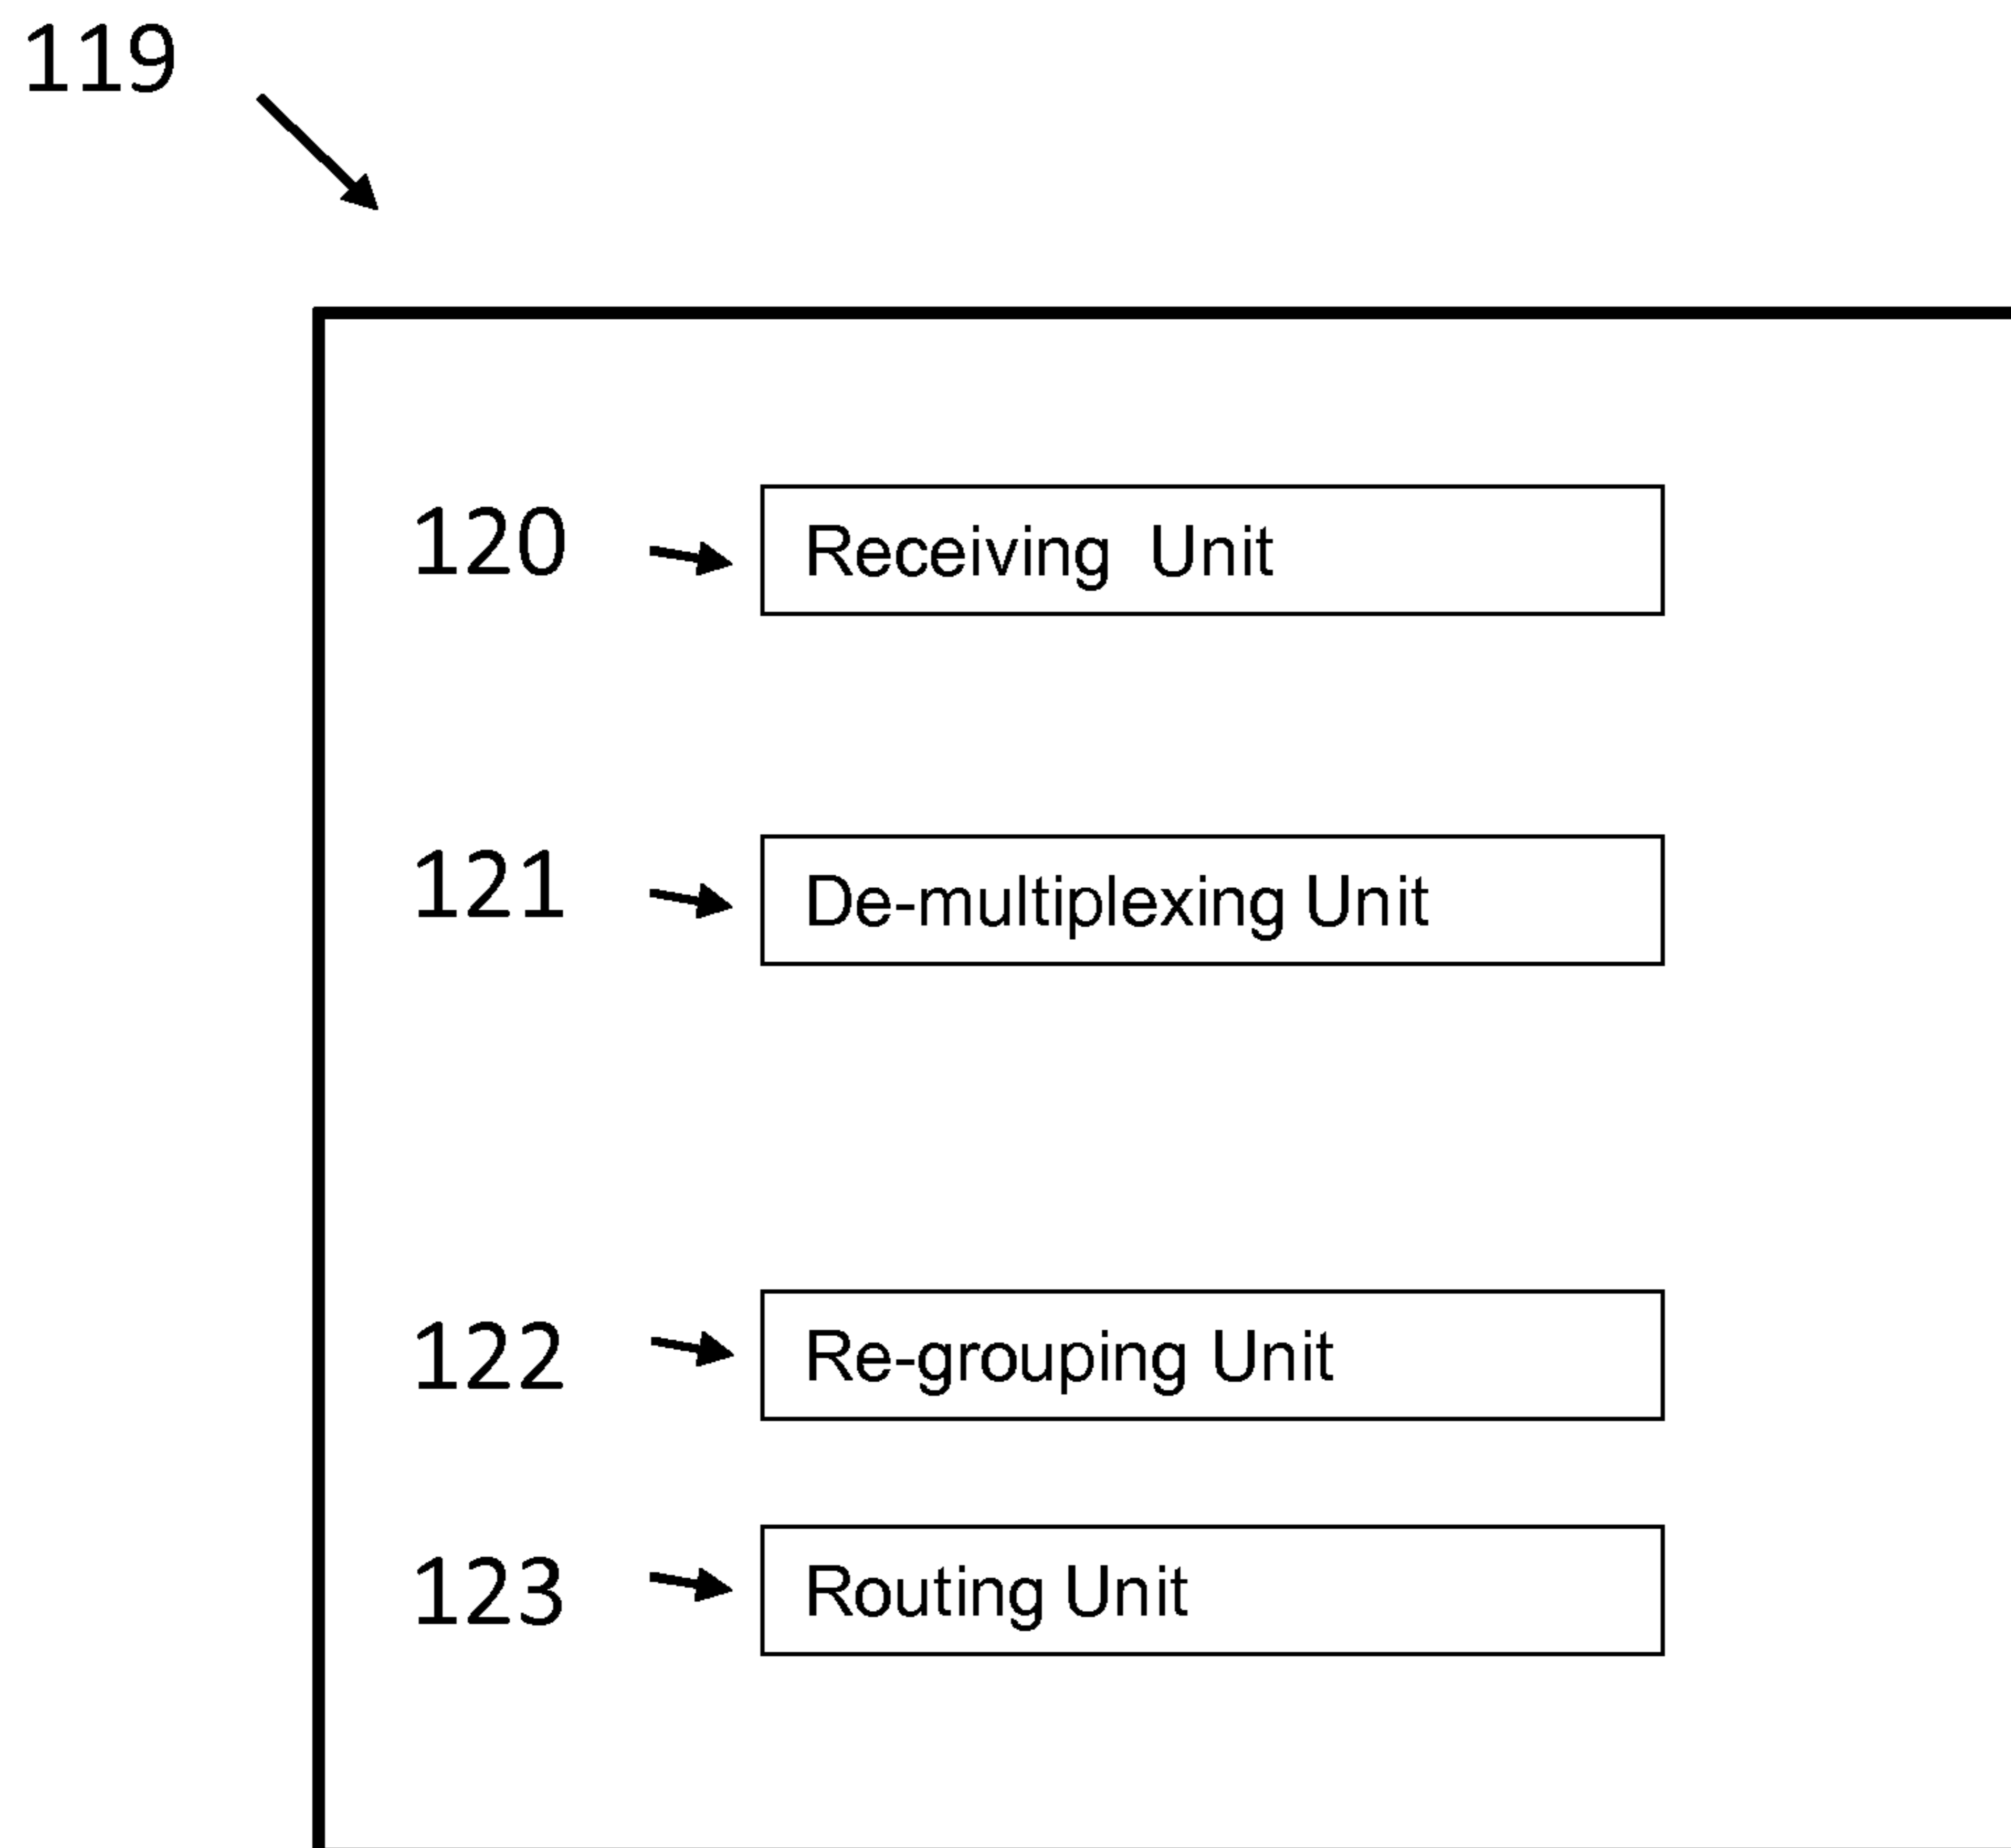 119
120 Receiving Unit
121 De-multiplexing Unit
122 Re-grouping Unit
123 Routing Unit